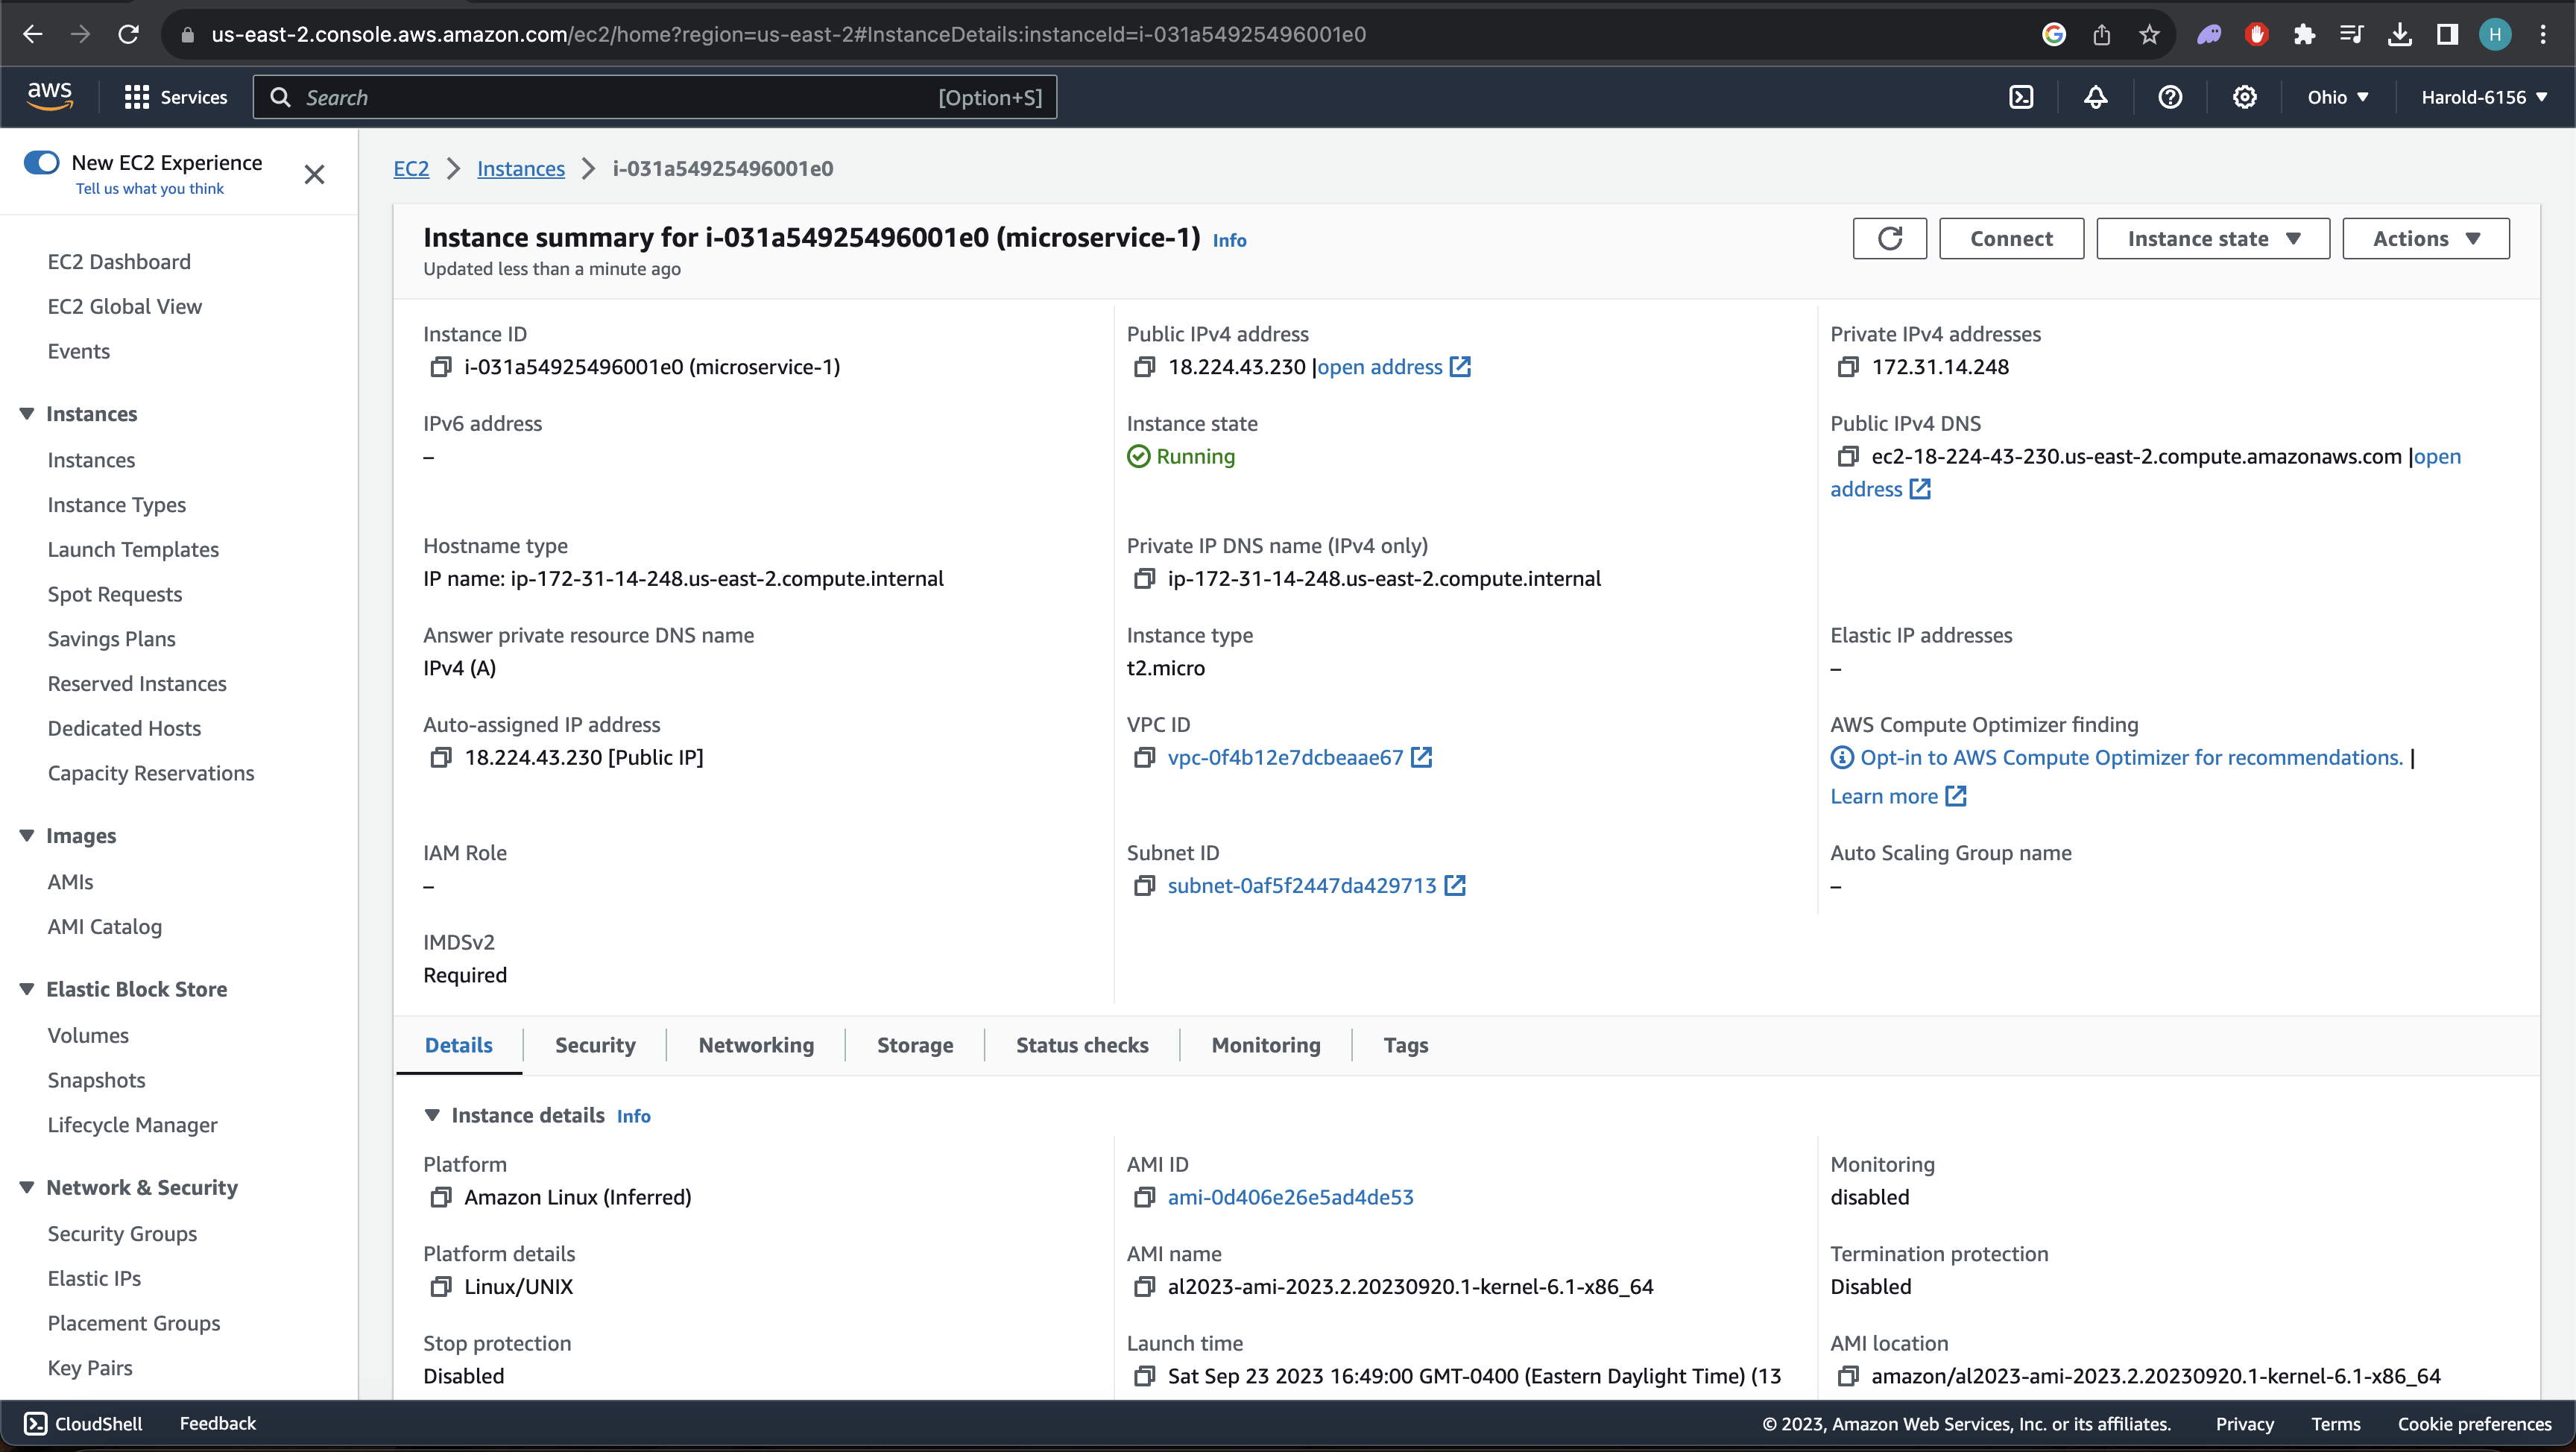 us-east-2.console.aws.amazon.com/ec2/home?region=us-east-2#InstanceDetails:instanceId=i-031a54925496001e0
H
aws
Services
Search
[Option+S]
Ohio
Harold-6156
New EC2 Experience
Tell us what you think
EC2 Dashboard
EC2 Global View
Events
Instances
Instances
Instance Types
Launch Templates
Spot Requests
Savings Plans
Reserved Instances
Dedicated Hosts
Capacity Reservations
Images
AMIs
AMI Catalog
Elastic Block Store
Volumes
Snapshots
Lifecycle Manager
Network & Security
Security Groups
Elastic IPs
Placement Groups
Key Pairs
EC2 > Instances > i-031a54925496001e0
Instance summary for i-031a54925496001e0 (microservice-1) Info
Updated less than a minute ago
Connect
Instance state
Actions
Instance ID
i-031a54925496001e0 (microservice-1)
Public IPv4 address
18.224.43.230 |open address
Private IPv4 addresses
172.31.14.248
IPv6 address
–
Instance state
Running
Public IPv4 DNS
ec2-18-224-43-230.us-east-2.compute.amazonaws.com |open
address
Hostname type
IP name: ip-172-31-14-248.us-east-2.compute.internal
Private IP DNS name (IPv4 only)
ip-172-31-14-248.us-east-2.compute.internal
Answer private resource DNS name
IPv4 (A)
Instance type
t2.micro
Elastic IP addresses
–
Auto-assigned IP address
18.224.43.230 [Public IP]
VPC ID
vpc-0f4b12e7dcbeaae67
AWS Compute Optimizer finding
Opt-in to AWS Compute Optimizer for recommendations. |
Learn more
IAM Role
–
Subnet ID
subnet-0af5f2447da429713
Auto Scaling Group name
–
IMDSv2
Required
Details
Security
Networking
Storage
Status checks
Monitoring
Tags
Instance details Info
Platform
Amazon Linux (Inferred)
AMI ID
ami-0d406e26e5ad4de53
Monitoring
disabled
Platform details
Linux/UNIX
AMI name
al2023-ami-2023.2.20230920.1-kernel-6.1-x86_64
Termination protection
Disabled
Stop protection
Disabled
Launch time
Sat Sep 23 2023 16:49:00 GMT-0400 (Eastern Daylight Time) (13
AMI location
amazon/al2023-ami-2023.2.20230920.1-kernel-6.1-x86_64
CloudShell
Feedback
© 2023, Amazon Web Services, Inc. or its affiliates.
Privacy
Terms
Cookie preferences